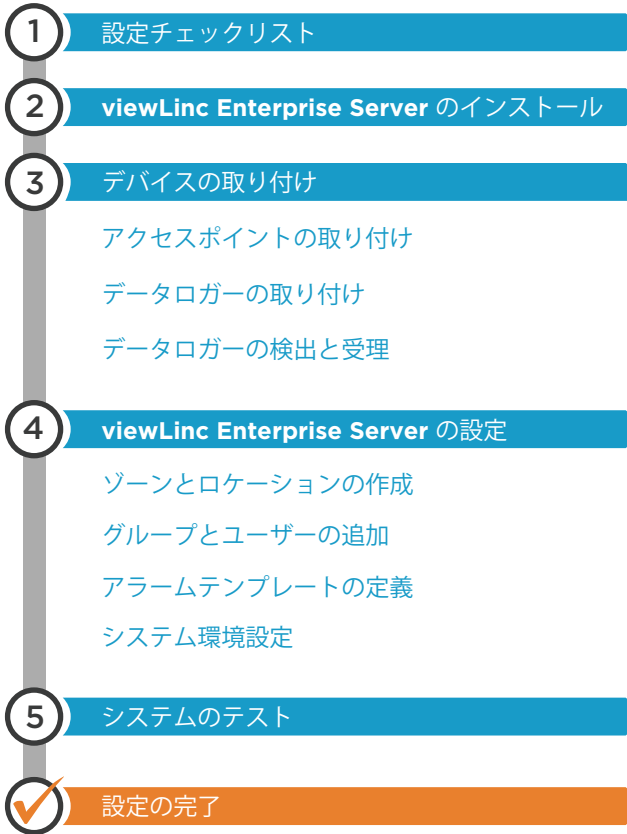 1 設定チェックリスト
2 viewLinc Enterprise Server のインストール
3 デバイスの取り付け
アクセスポイントの取り付け
データロガーの取り付け
データロガーの検出と受理
4 viewLinc Enterprise Server の設定
ゾーンとロケーションの作成
グループとユーザーの追加
アラームテンプレートの定義
システム環境設定
5 システムのテスト
設定の完了